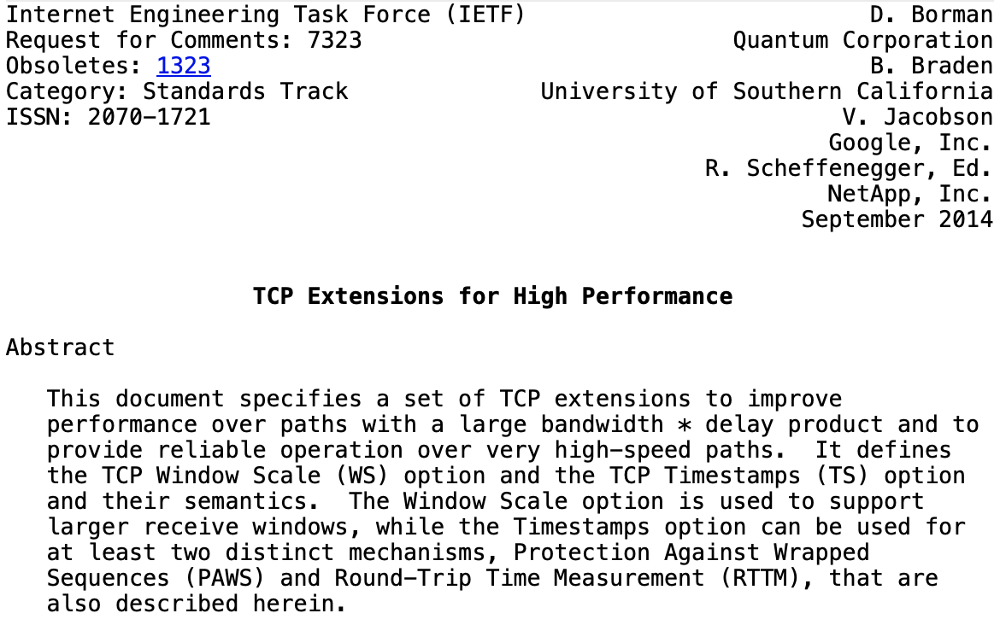 Internet Engineering Task Force (IETF)                         D. Borman
Request for Comments: 7323                           Quantum Corporation
Obsoletes: 1323                                                B. Braden
Category: Standards Track              University of Southern California
ISSN: 2070-1721                                              V. Jacobson
Google, Inc.
R. Scheffenegger, Ed.
NetApp, Inc.
September 2014
TCP Extensions for High Performance
Abstract
This document specifies a set of TCP extensions to improve
performance over paths with a large bandwidth * delay product and to
provide reliable operation over very high-speed paths.  It defines
the TCP Window Scale (WS) option and the TCP Timestamps (TS) option
and their semantics.  The Window Scale option is used to support
larger receive windows, while the Timestamps option can be used for
at least two distinct mechanisms, Protection Against Wrapped
Sequences (PAWS) and Round-Trip Time Measurement (RTTM), that are
also described herein.